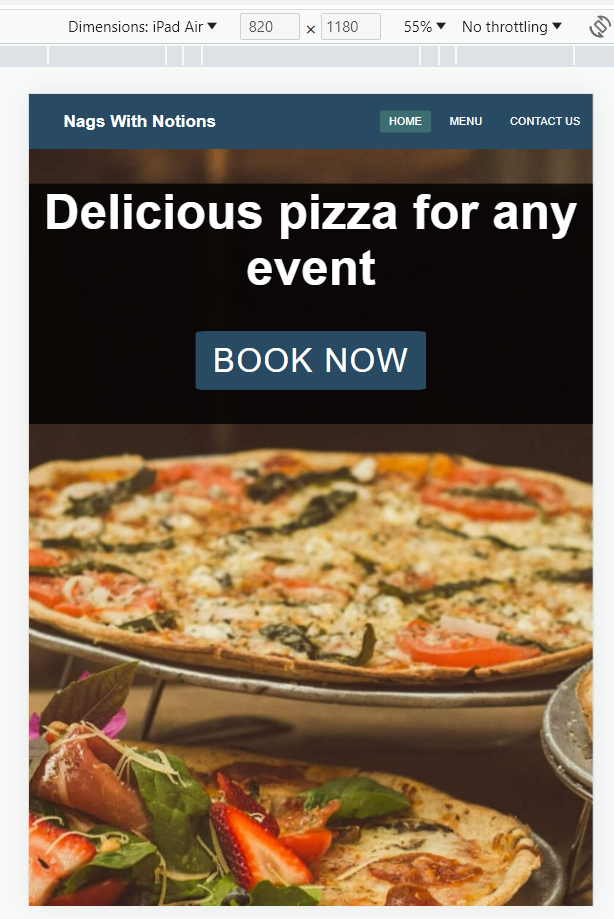 Dimensions: iPad Air 820 × 1180 55% No throttling
Nags With Notions HOME MENU CONTACT US
Delicious pizza for any
event
BOOK NOW